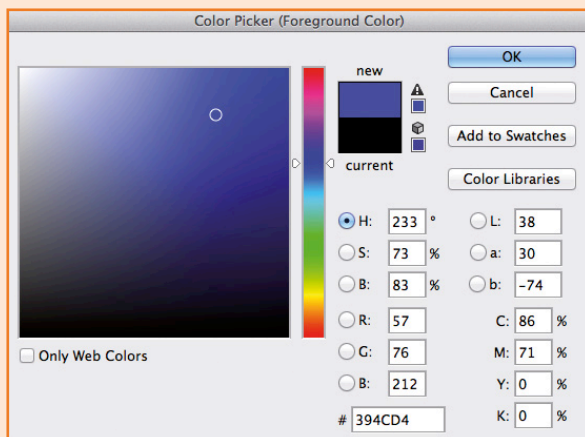 Color Picker (Foreground Color)
new
current
OK
Cancel
Add to Swatches
Color Libraries
H: 233 °
S: 73 %
B: 83 %
R: 57
G: 76
B: 212
# 394CD4
L: 38
a: 30
b: -74
C: 86 %
M: 71 %
Y: 0 %
K: 0 %
Only Web Colors